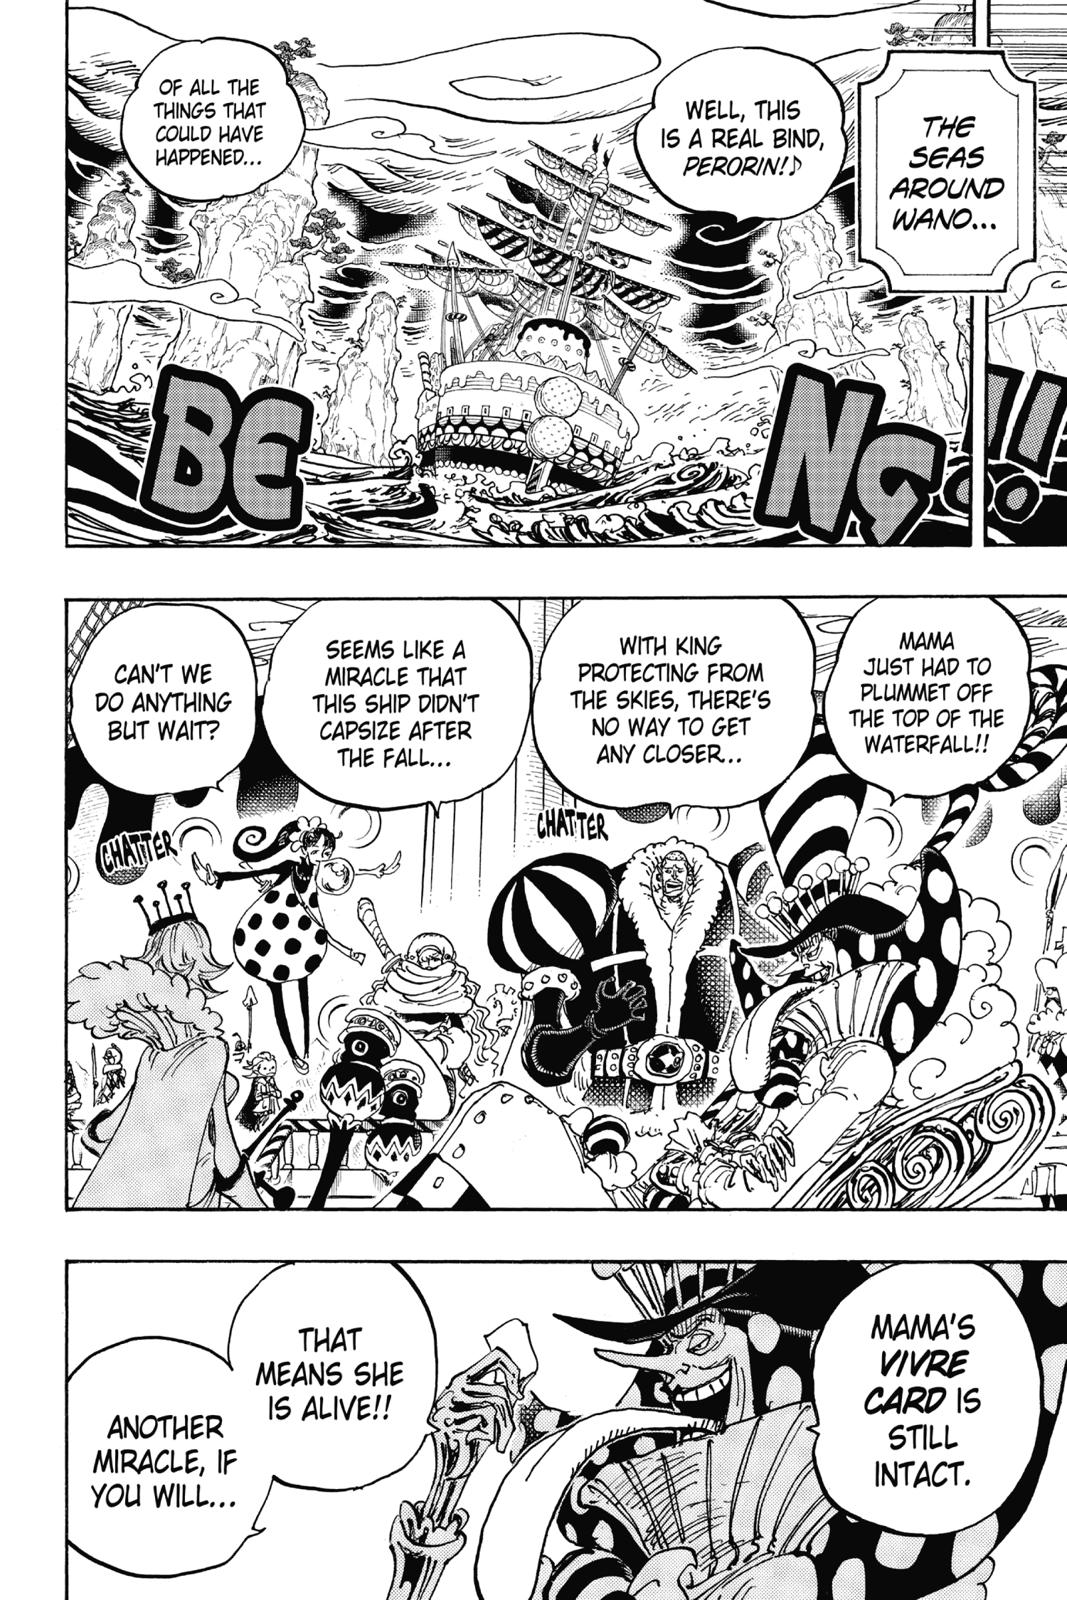 THE
SEAS
AROUND
WANO...
WELL, THIS
IS A REAL BIND,
PERORIN!♪
OF ALL THE
THINGS THAT
COULD HAVE
HAPPENED...
BE NG
!!
MAMA
JUST HAD TO
PLUMMET OFF
THE TOP OF THE
WATERFALL!!
WITH KING
PROTECTING FROM
THE SKIES, THERE'S
NO WAY TO GET
ANY CLOSER...
SEEMS LIKE A
MIRACLE THAT
THIS SHIP DIDN'T
CAPSIZE AFTER
THE FALL...
CAN'T WE
DO ANYTHING
BUT WAIT?
CHATTER
CHATTER
MAMA'S
VIVRE
CARD IS
STILL
INTACT.
THAT
MEANS SHE
IS ALIVE!!
ANOTHER
MIRACLE, IF
YOU WILL...